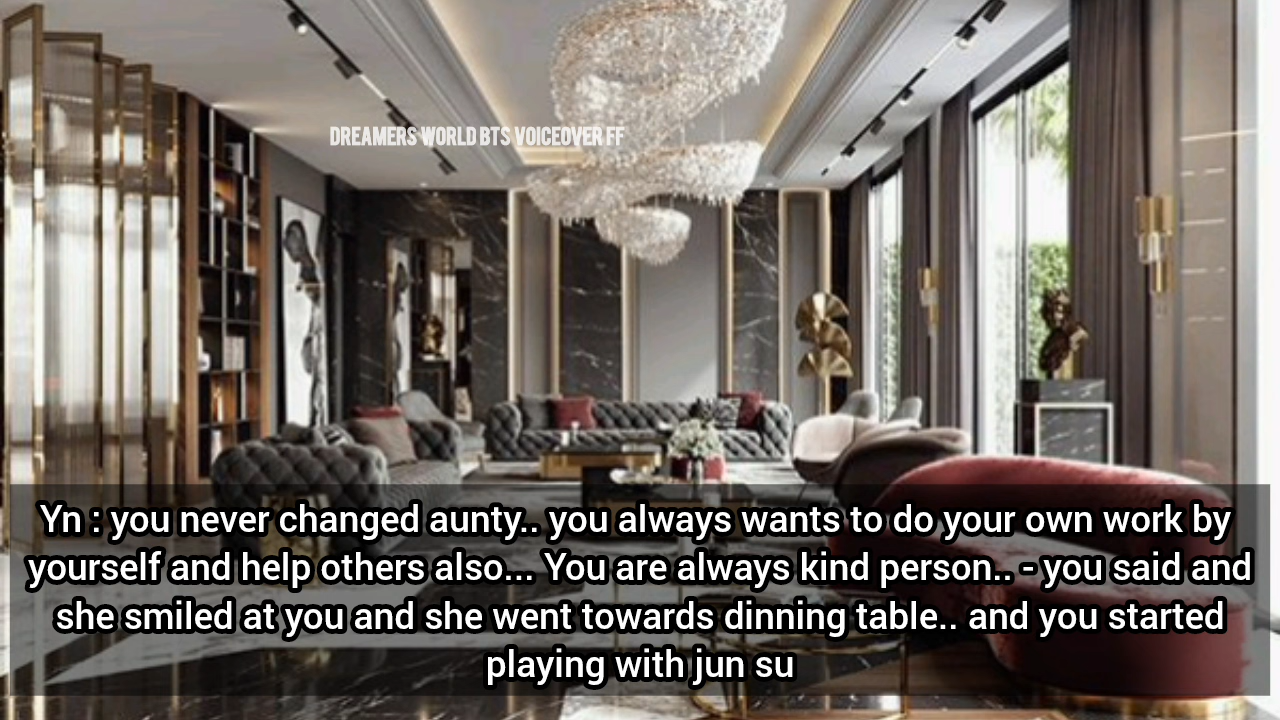 DREAMERS WORLD BTS VOICEOVER FF
Yn : you never changed aunty.. you always wants to do your own work by
yourself and help others also... You are always kind person.. - you said and
she smiled at you and she went towards dinning table.. and you started
playing with jun su